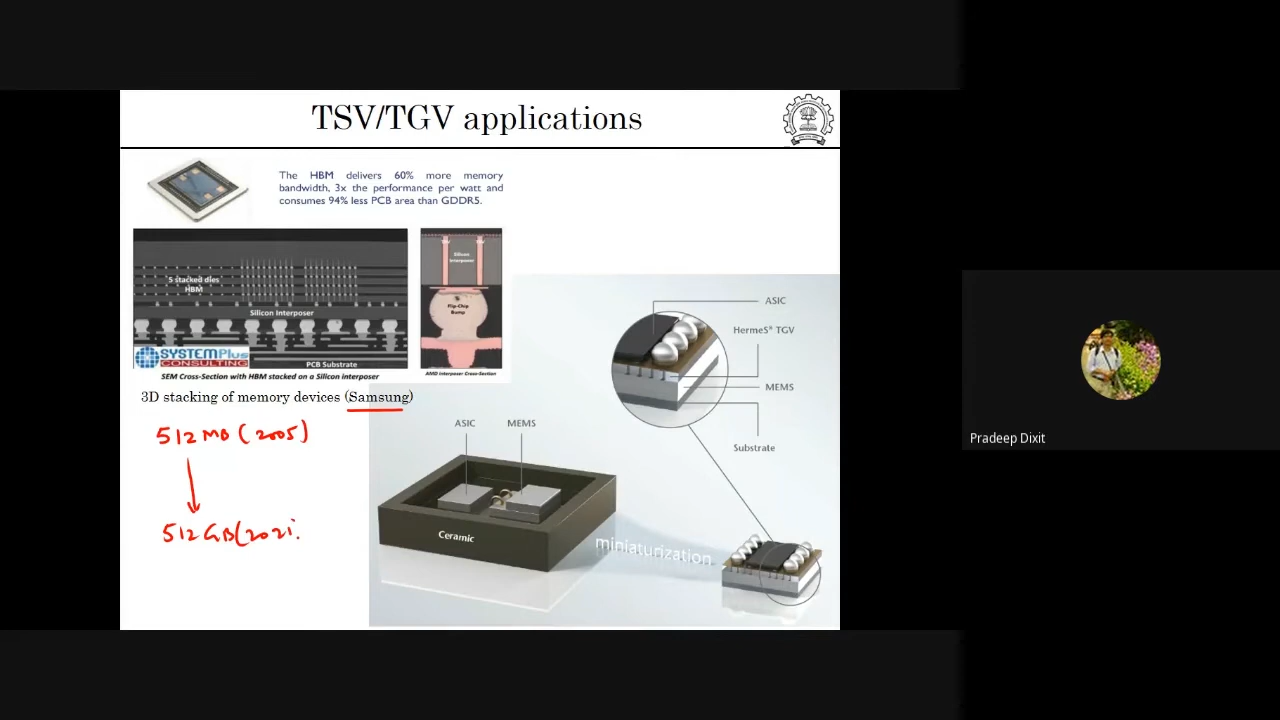 TSV/TGV applications
The HBM delivers 60% more memory
bandwidth, 3x the performance per watt and
consumes 94% less PCB area than GDDR5.
5 stacked dies
HBM
Silicon Interposer
SYSTEMPlus
CONSULTING
PCB Substrate
SEM Cross-Section with HBM stacked on a Silicon interposer
Silicon
Interposer
Flip-Chip
Bump
AMD Interposer Cross-Section
3D stacking of memory devices (Samsung)
512 MB (2005)
512 GB(2021
ASIC
HermeS® TGV
MEMS
Substrate
ASIC
MEMS
Ceramic
miniaturization
Pradeep Dixit